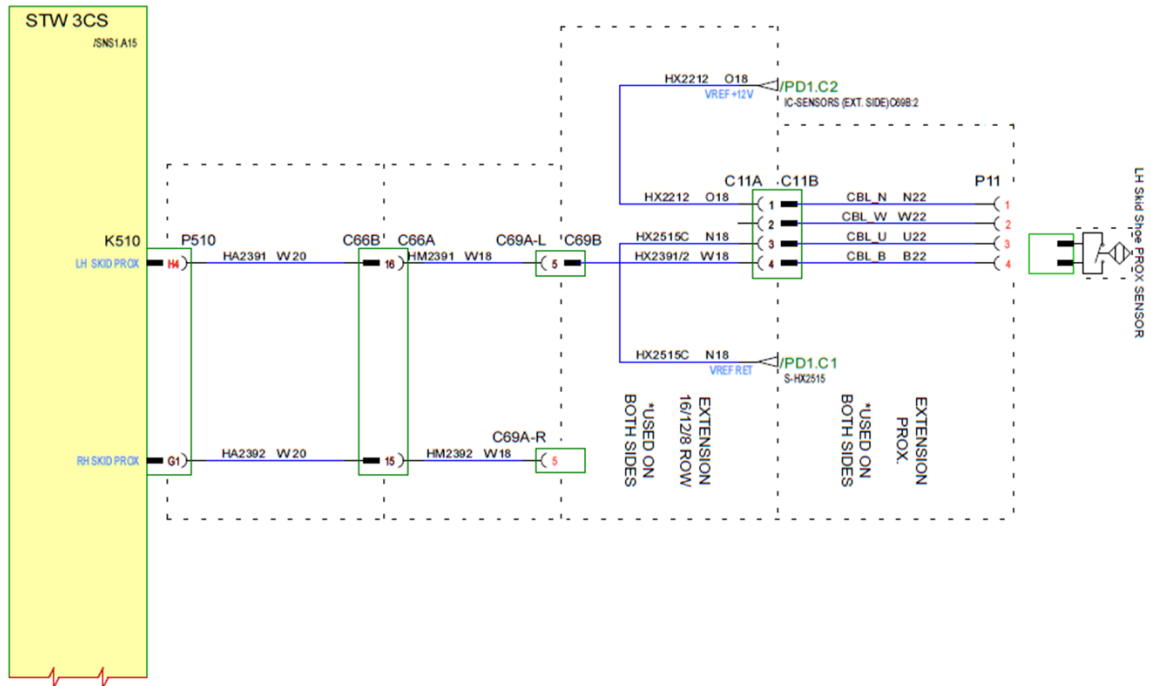 STW 3CS
/SNS1.A15
HX2212 O18
VREF+12V
/PD1.C2
IC-SENSORS (EXT. SIDE)C69B:2
C11A C11B P11
HX2212 O18 1 CBL_N N22 1
2 CBL_W W22 2
K510 P510 C66B C66A C69A-L C69B
HX2515C N18 3 CBL_U U22 3
LH SKID PROX H4 HA2391 W20 16 HM2391 W18 5 HX2391/2 W18 4 CBL_B B22 4
LH Skid Shoe PROX SENSOR
HX2515C N18
VREF RET
/PD1.C1
S-HX2515
EXTENSION
16/12/8 ROW
*USED ON
BOTH SIDES
EXTENSION
PROX.
*USED ON
BOTH SIDES
C69A-R
RH SKID PROX G1 HA2392 W20 15 HM2392 W18 5